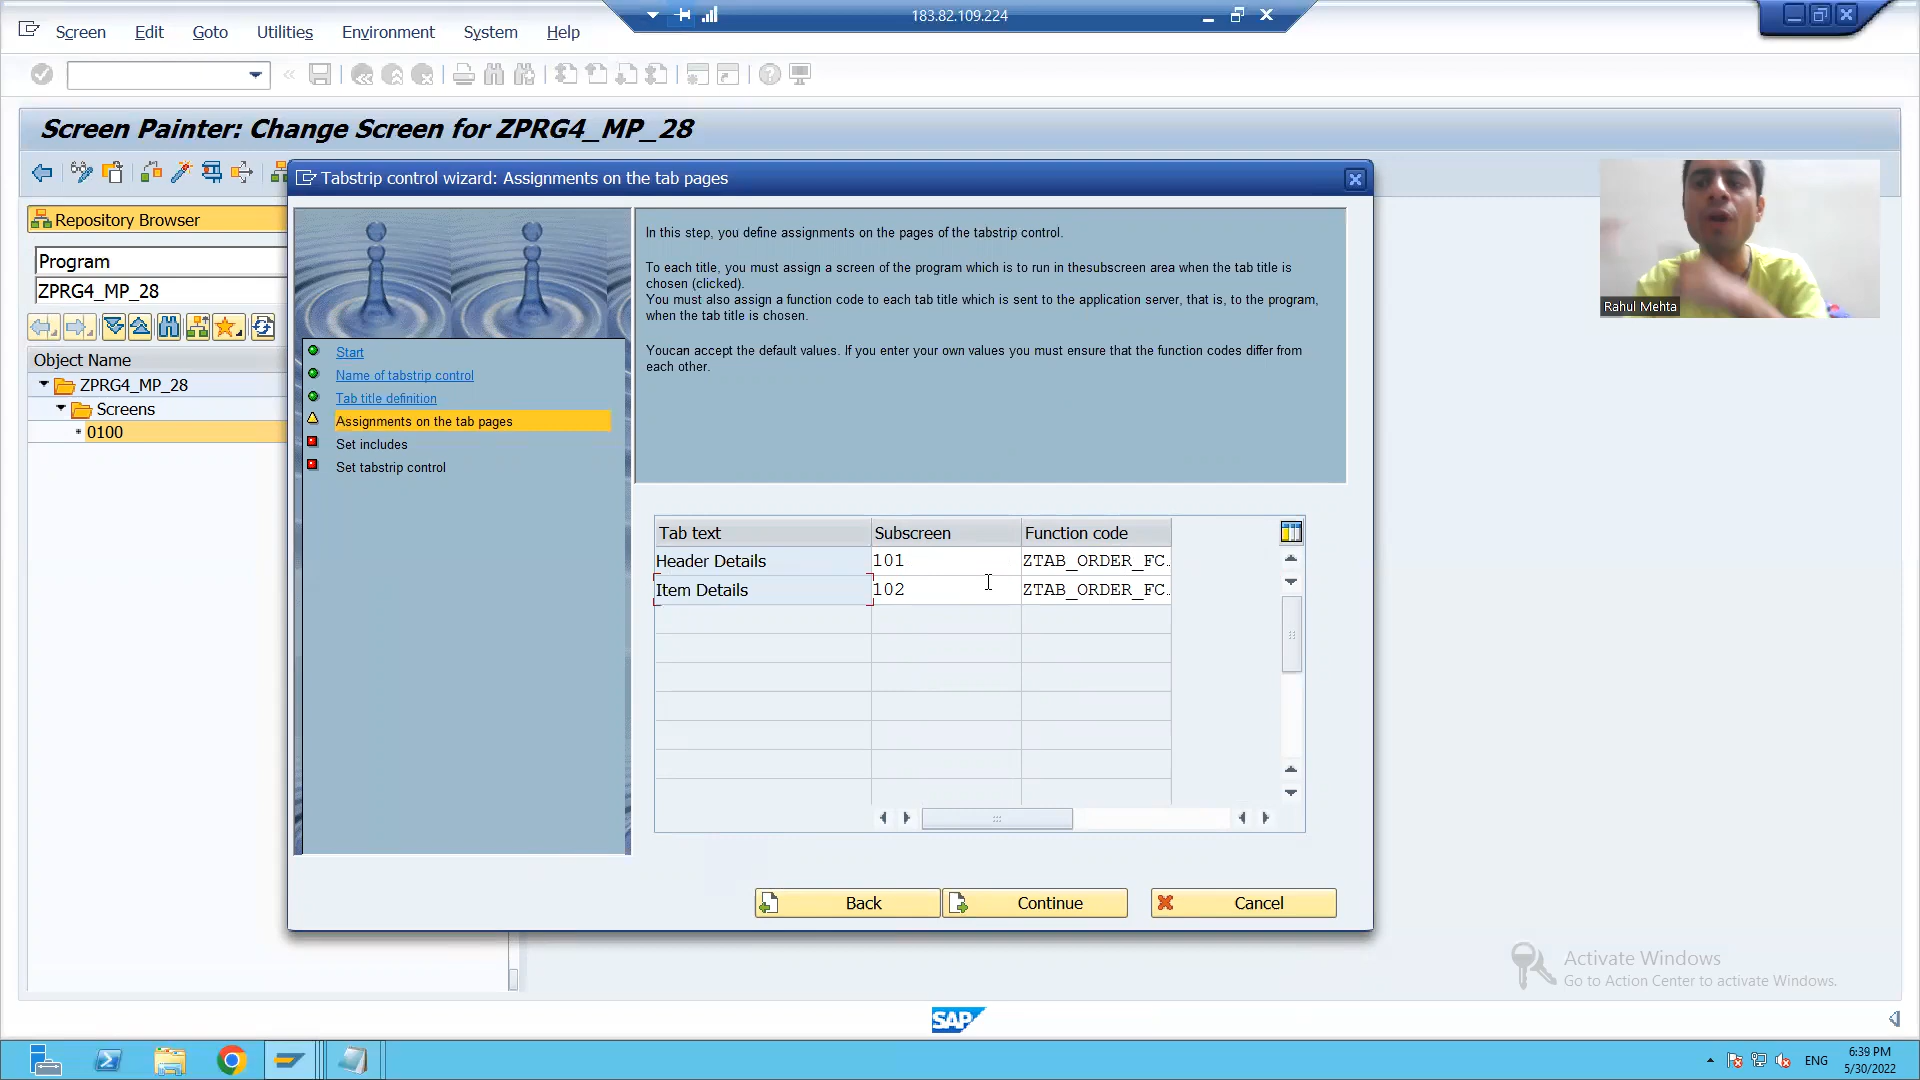 183.82.109.224
Screen Edit Goto Utilities Environment System Help
Screen Painter: Change Screen for ZPRG4_MP_28
Tabstrip control wizard: Assignments on the tab pages
Repository Browser
Program
ZPRG4_MP_28
Object Name
ZPRG4_MP_28
Screens
0100
Start
Name of tabstrip control
Tab title definition
Assignments on the tab pages
Set includes
Set tabstrip control
In this step, you define assignments on the pages of the tabstrip control.
To each title, you must assign a screen of the program which is to run in thesubscreen area when the tab title is
chosen (clicked).
You must also assign a function code to each tab title which is sent to the application server, that is, to the program,
when the tab title is chosen.
Youcan accept the default values. If you enter your own values you must ensure that the function codes differ from
each other.
Tab text Subscreen Function code
Header Details 101 ZTAB_ORDER_FC.
Item Details 102 ZTAB_ORDER_FC.
Back Continue Cancel
Rahul Mehta
Activate Windows
Go to Action Center to activate Windows.
SAP
ENG
6:39 PM
5/30/2022